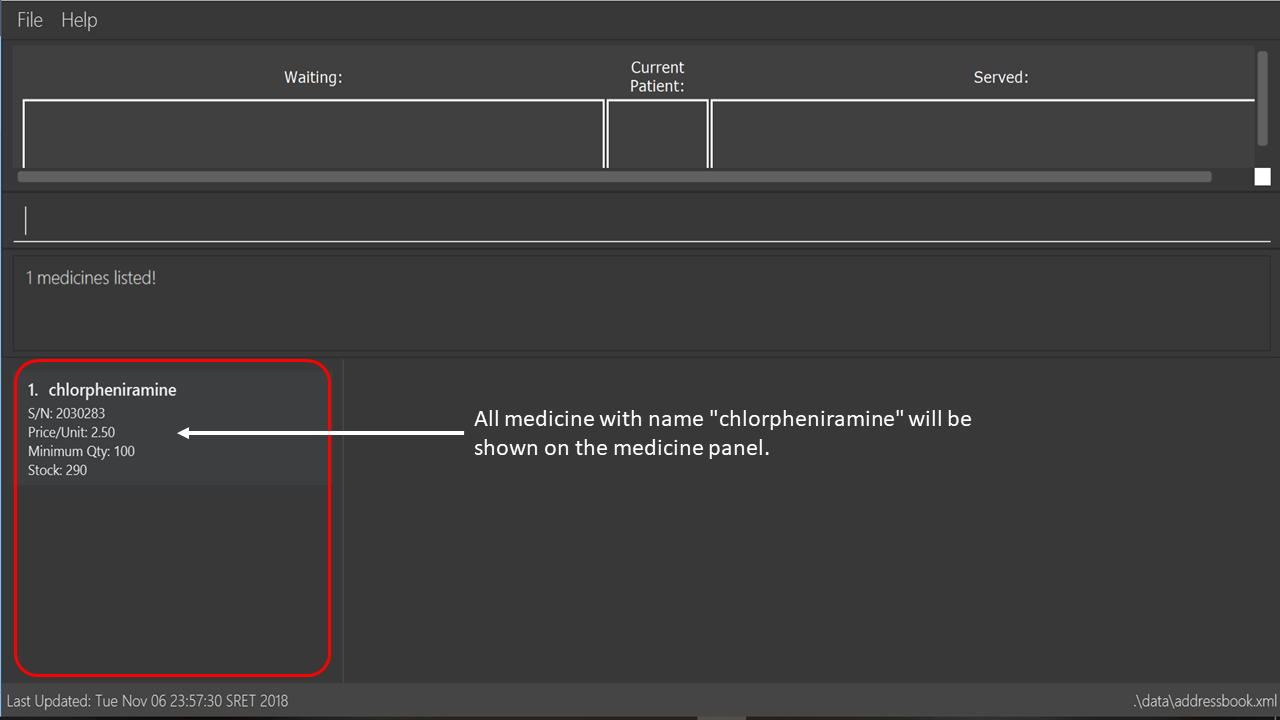 File Help
Waiting:
Current
Patient:
Served:
1 medicines listed!
1. chlorpheniramine
S/N: 2030283
Price/Unit: 2.50
Minimum Qty: 100
Stock: 290
All medicine with name "chlorpheniramine" will be
shown on the medicine panel.
Last Updated: Tue Nov 06 23:57:30 SRET 2018
.\data\addressbook.xml